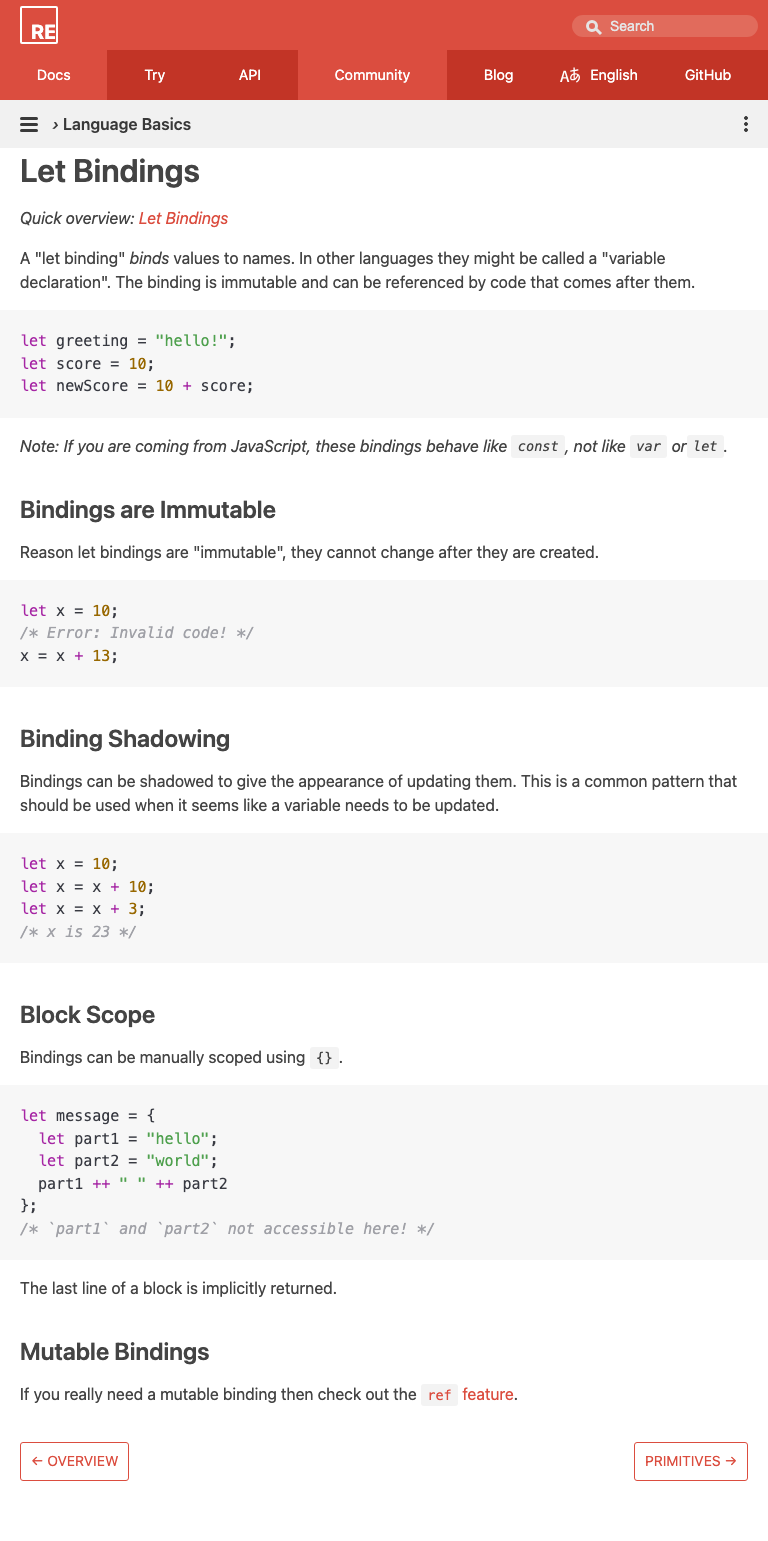 RE
Search
Docs
Try
API
Community
Blog
English
GitHub
› Language Basics
Let Bindings
Quick overview: Let Bindings
A "let binding" binds values to names. In other languages they might be called a "variable
declaration". The binding is immutable and can be referenced by code that comes after them.
let greeting = "hello!";
let score = 10;
let newScore = 10 + score;
Note: If you are coming from JavaScript, these bindings behave like const, not like var or let.
Bindings are Immutable
Reason let bindings are "immutable", they cannot change after they are created.
let x = 10;
/* Error: Invalid code! */
x = x + 13;
Binding Shadowing
Bindings can be shadowed to give the appearance of updating them. This is a common pattern that
should be used when it seems like a variable needs to be updated.
let x = 10;
let x = x + 10;
let x = x + 3;
/* x is 23 */
Block Scope
Bindings can be manually scoped using {}.
let message = {
  let part1 = "hello";
  let part2 = "world";
  part1 ++ " " ++ part2
};
/* `part1` and `part2` not accessible here! */
The last line of a block is implicitly returned.
Mutable Bindings
If you really need a mutable binding then check out the ref feature.
← OVERVIEW
PRIMITIVES →